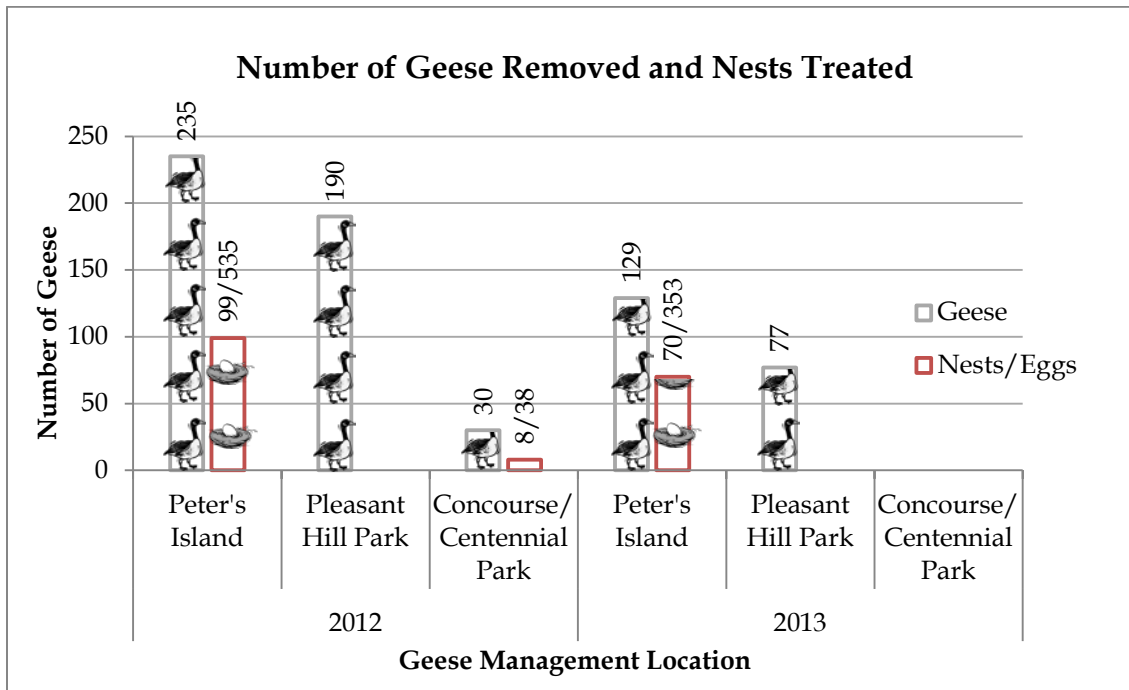 Number of Geese Removed and Nests Treated
Number of Geese
250
200
150
100
50
0
235
99/535
190
30
8/38
129
70/353
77
Geese
Nests/Eggs
Peter's
Island
Pleasant
Hill Park
Concourse/
Centennial
Park
Peter's
Island
Pleasant
Hill Park
Concourse/
Centennial
Park
2012
2013
Geese Management Location